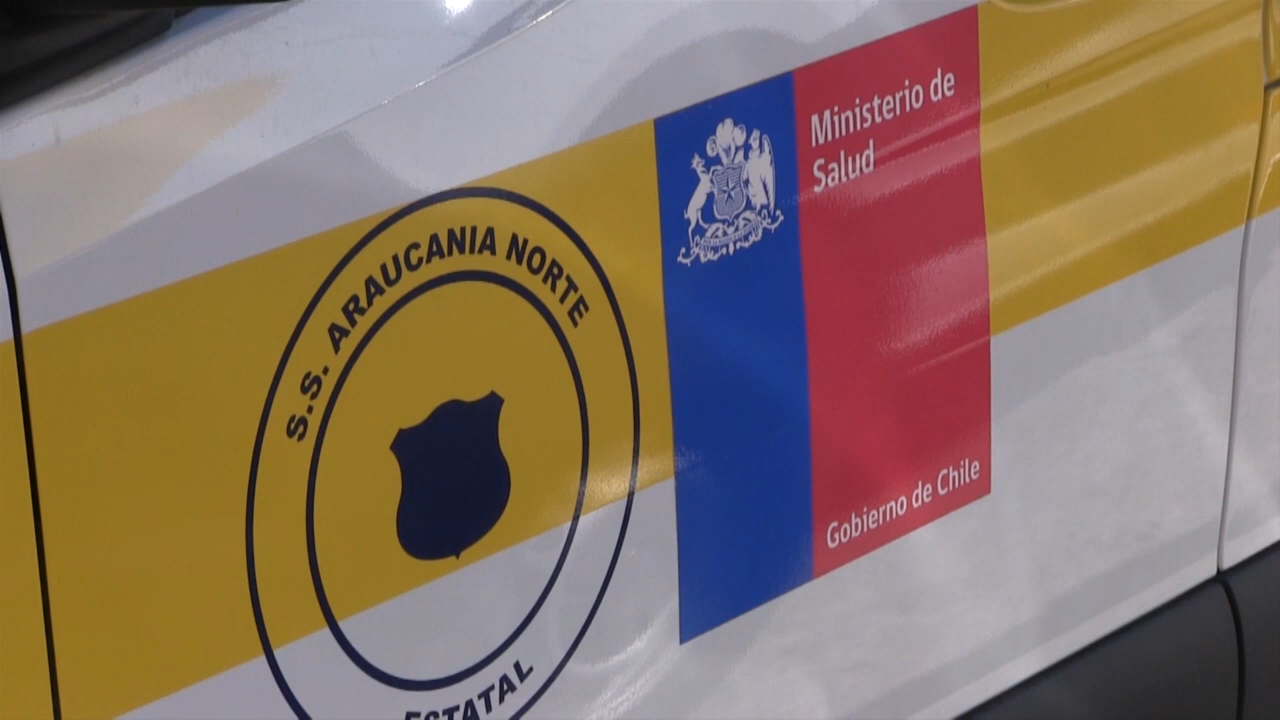 S.S. ARAUCANIA NORTE
ESTATAL
Ministerio de
Salud
Gobierno de Chile